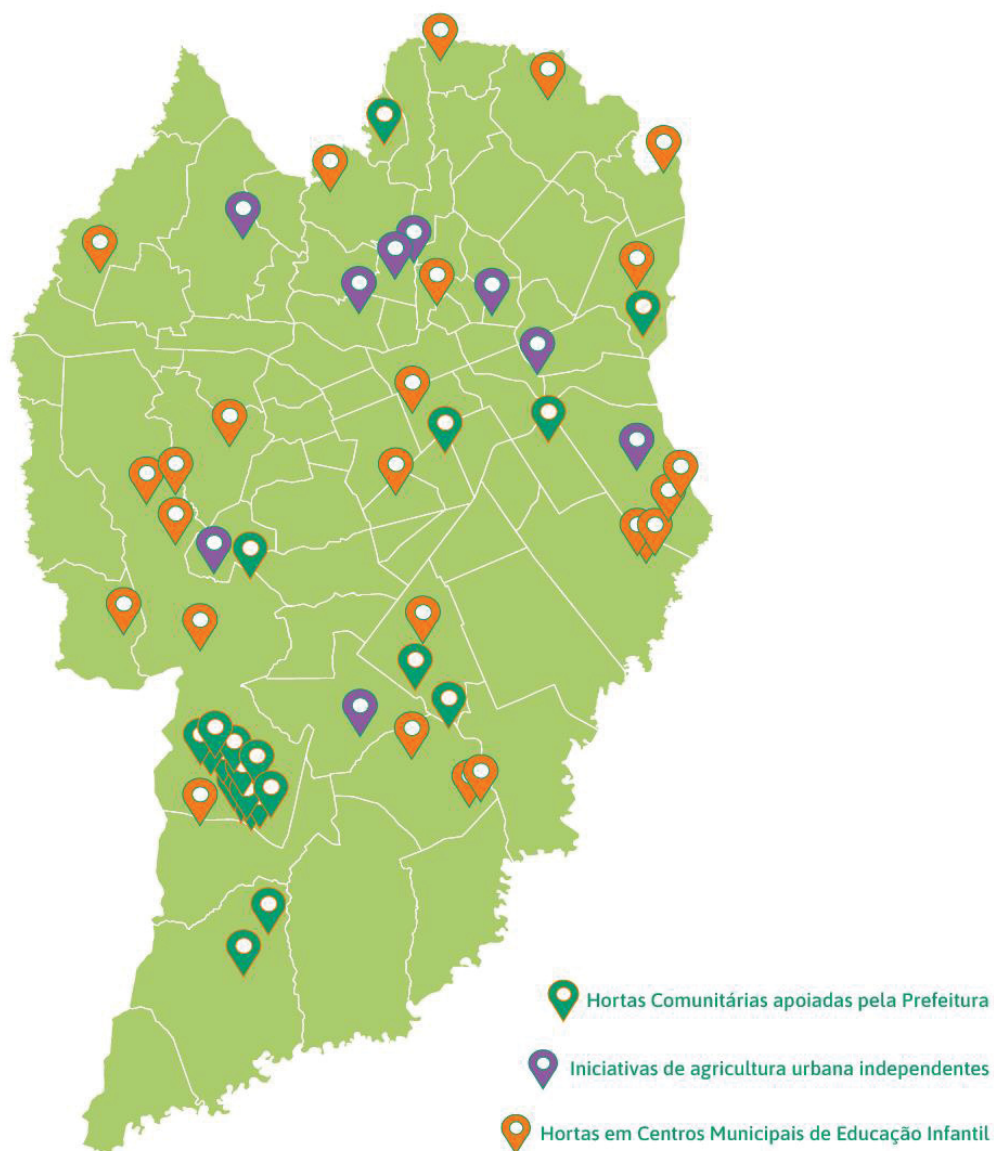 Hortas Comunitárias apoiadas pela Prefeitura
Iniciativas de agricultura urbana independentes
Hortas em Centros Municipais de Educação Infantil